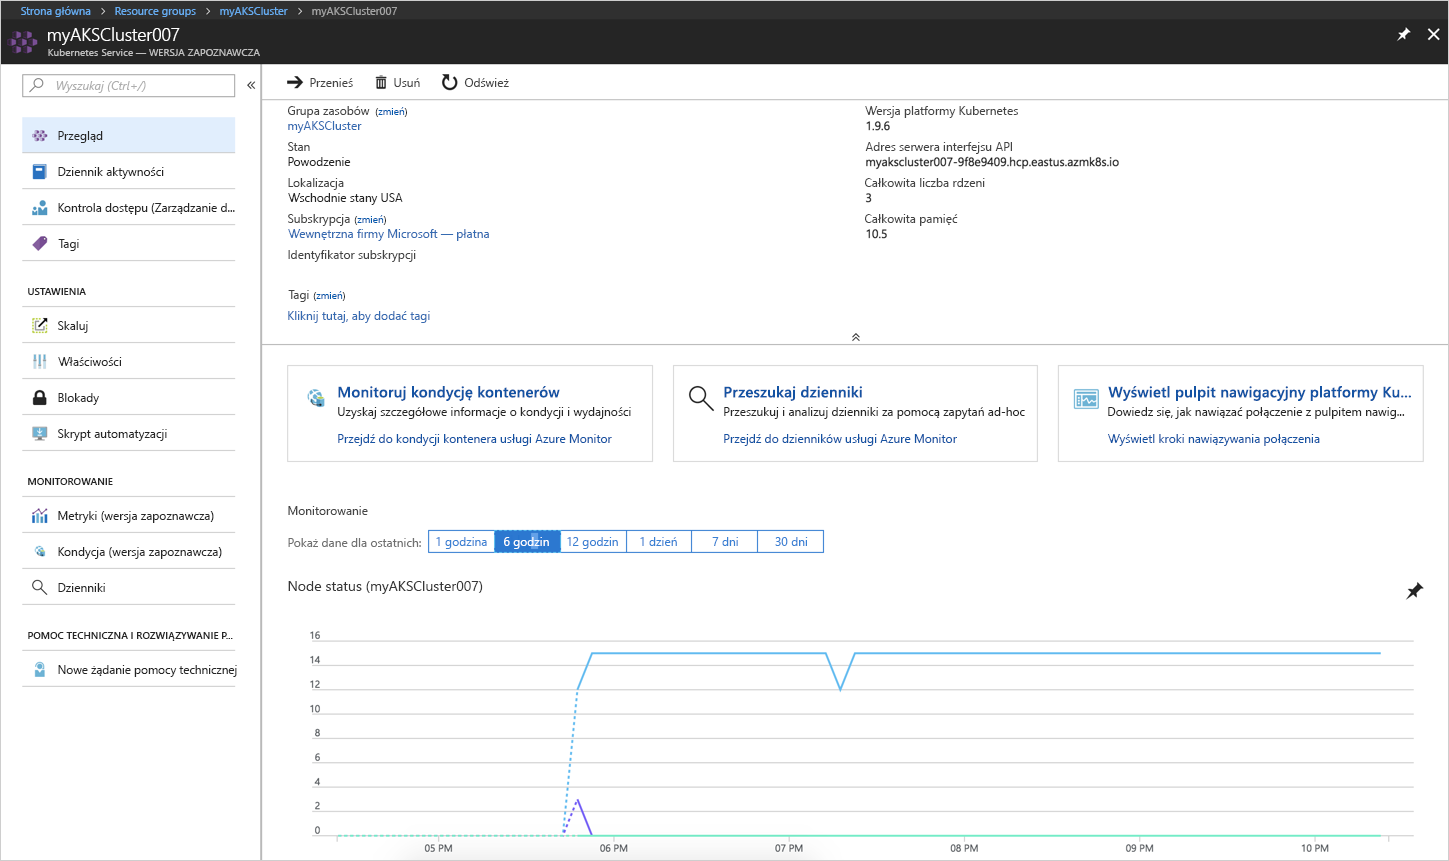 Strona główna > Resource groups > myAKSCluster > myAKSCluster007
myAKSCluster007
Kubernetes Service — WERSJA ZAPOZNAWCZA
Wyszukaj (Ctrl+/)
Przegląd
Dziennik aktywności
Kontrola dostępu (Zarządzanie d...
Tagi
USTAWIENIA
Skaluj
Właściwości
Blokady
Skrypt automatyzacji
MONITOROWANIE
Metryki (wersja zapoznawcza)
Kondycja (wersja zapoznawcza)
Dzienniki
POMOC TECHNICZNA I ROZWIĄZYWANIE P...
Nowe żądanie pomocy technicznej
Przenieś Usuń Odśwież
Grupa zasobów (zmień)
myAKSCluster
Stan
Powodzenie
Lokalizacja
Wschodnie stany USA
Subskrypcja (zmień)
Wewnętrzna firmy Microsoft — płatna
Identyfikator subskrypcji
Tagi (zmień)
Kliknij tutaj, aby dodać tagi
Wersja platformy Kubernetes
1.9.6
Adres serwera interfejsu API
myakscluster007-9f8e9409.hcp.eastus.azmk8s.io
Całkowita liczba rdzeni
3
Całkowita pamięć
10.5
Monitoruj kondycję kontenerów
Uzyskaj szczegółowe informacje o kondycji i wydajności
Przejdź do kondycji kontenera usługi Azure Monitor
Przeszukaj dzienniki
Przeszukuj i analizuj dzienniki za pomocą zapytań ad-hoc
Przejdź do dzienników usługi Azure Monitor
Wyświetl pulpit nawigacyjny platformy Ku...
Dowiedz się, jak nawiązać połączenie z pulpitem nawig...
Wyświetl kroki nawiązywania połączenia
Monitorowanie
Pokaż dane dla ostatnich: 1 godzina 6 godzin 12 godzin 1 dzień 7 dni 30 dni
Node status (myAKSCluster007)
16
14
12
10
8
6
4
2
0
05 PM 06 PM 07 PM 08 PM 09 PM 10 PM